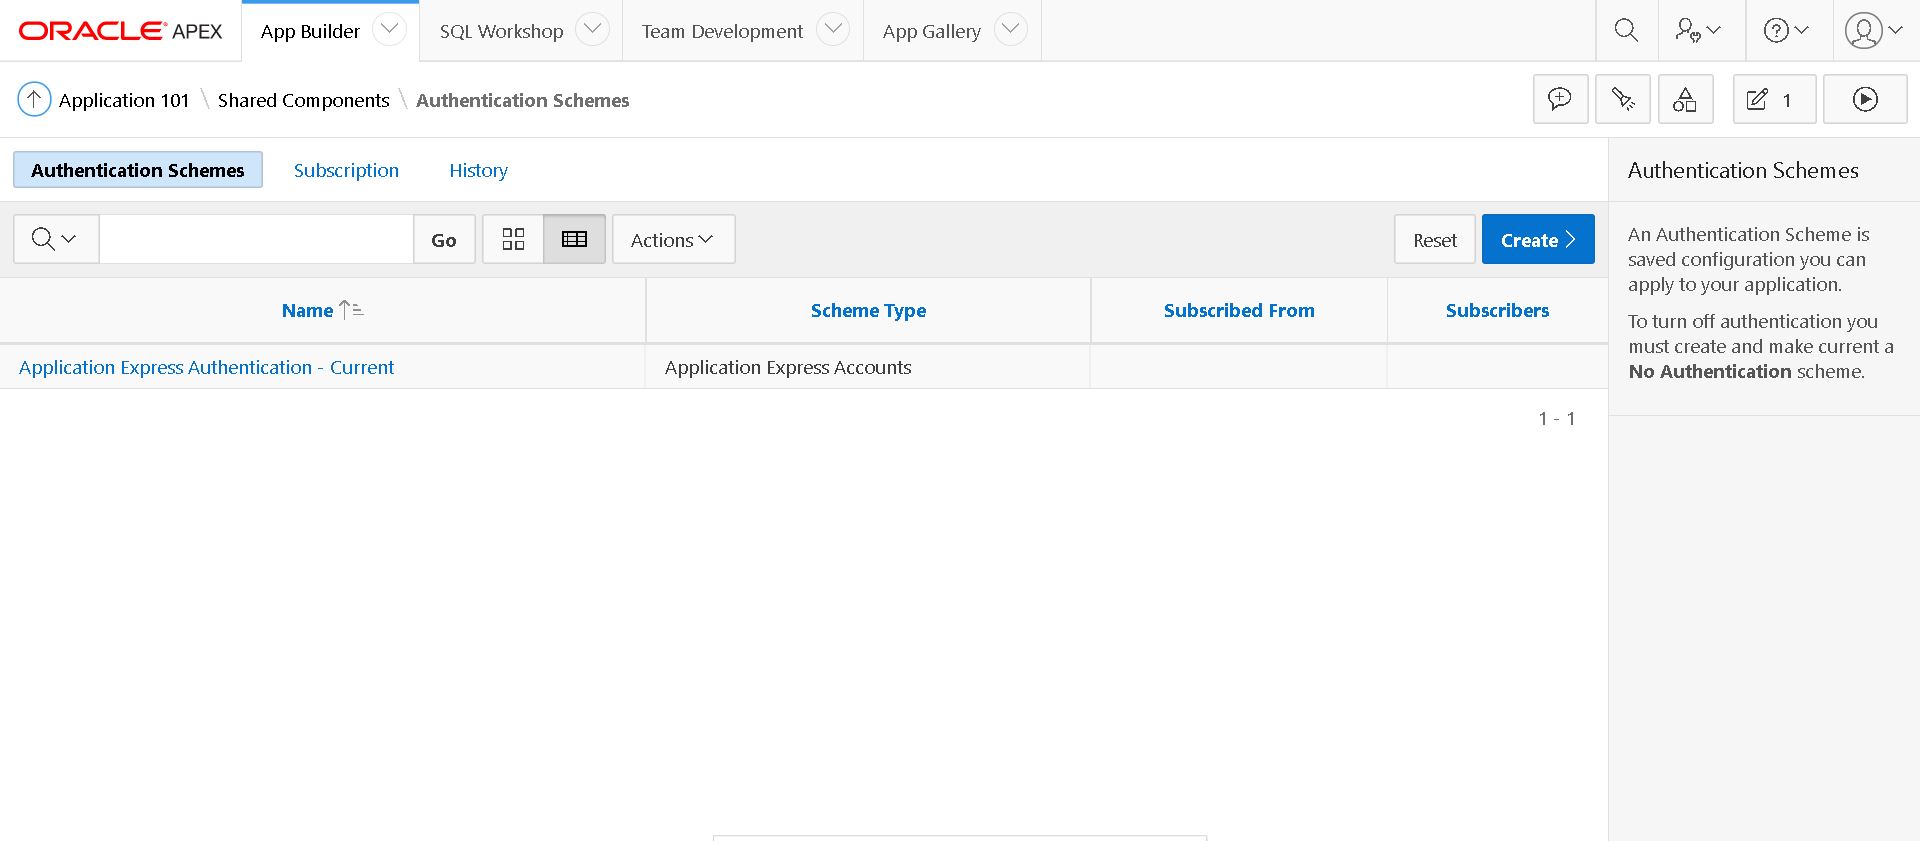 ORACLE APEX App Builder SQL Workshop Team Development App Gallery
Application 101 \ Shared Components \ Authentication Schemes 1
Authentication Schemes Subscription History
Go Actions Reset Create
Name Scheme Type Subscribed From Subscribers
Application Express Authentication - Current Application Express Accounts
1 - 1
Authentication Schemes
An Authentication Scheme is
saved configuration you can
apply to your application.
To turn off authentication you
must create and make current a
No Authentication scheme.